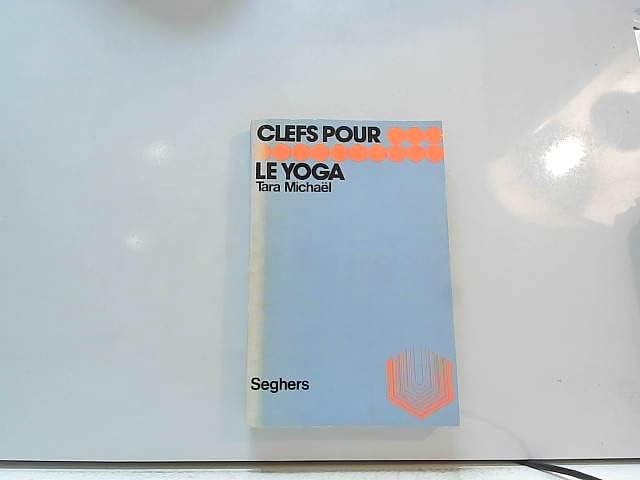 CLEFS POUR
LE YOGA
Tara Michaël
Seghers